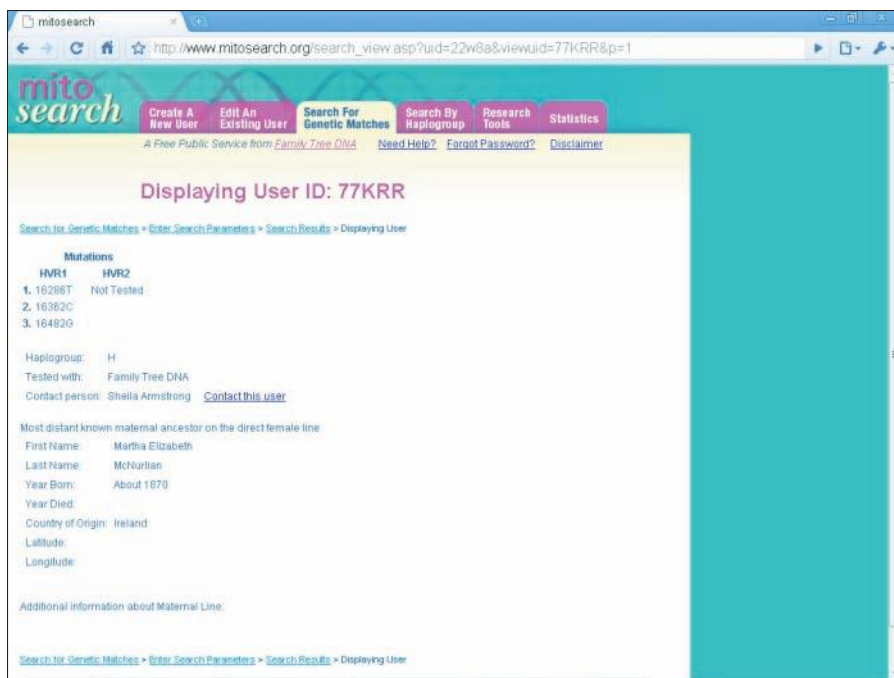 mitosearch
http://www.mitosearch.org/search_view.asp?uid=22w8a&viewuid=77KRR&p=1
mito
search
Create A New User
Edit An Existing User
Search For Genetic Matches
Search By Haplogroup
Research Tools
Statistics
A Free Public Service from Family Tree DNA Need Help? Forgot Password? Disclaimer
Displaying User ID: 77KRR
Search for Genetic Matches > Enter Search Parameters > Search Results > Displaying User
Mutations
HVR1 HVR2
1. 16286T Not Tested
2. 16362C
3. 16482G
Haplogroup: H
Tested with: Family Tree DNA
Contact person: Sheila Armstrong Contact this user
Most distant known maternal ancestor on the direct female line
First Name: Martha Elizabeth
Last Name: McNurlian
Year Born: About 1870
Year Died:
Country of Origin: Ireland
Latitude:
Longitude:
Additional information about Maternal Line:
Search for Genetic Matches > Enter Search Parameters > Search Results > Displaying User